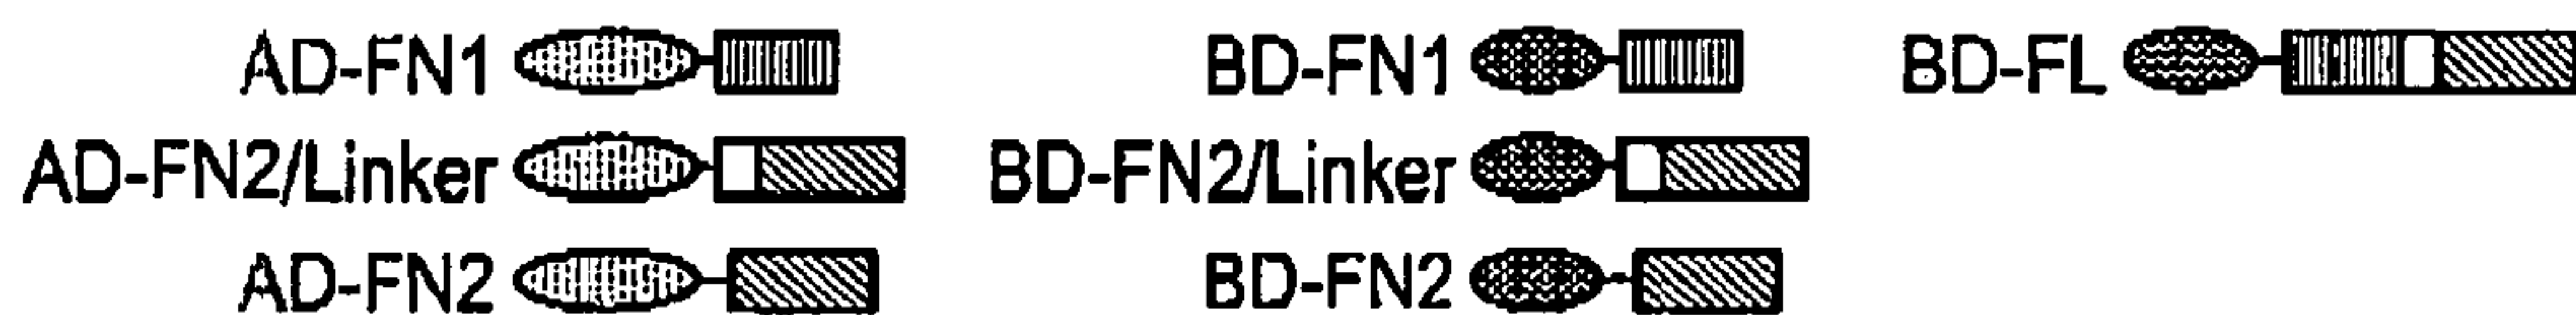 AD-FN1 BD-FN1 BD-FL
AD-FN2/Linker BD-FN2/Linker
AD-FN2 BD-FN2